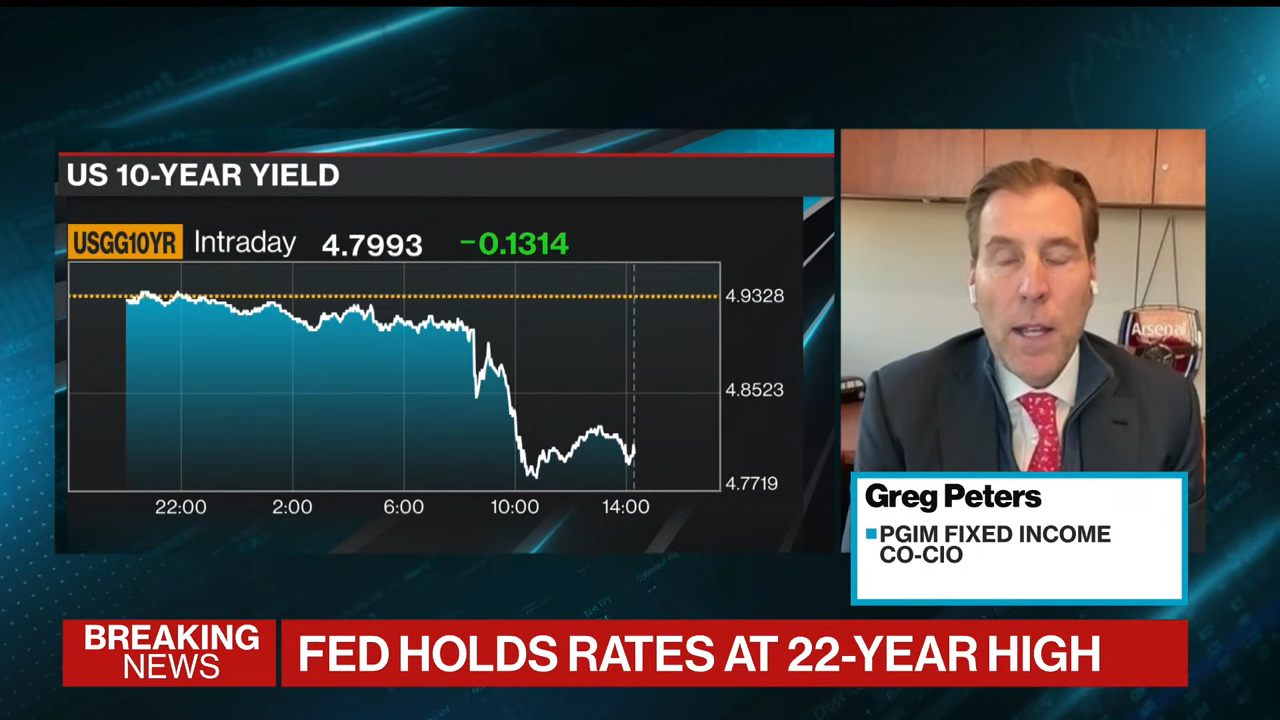 US 10-YEAR YIELD
USGG10YR Intraday 4.7993 -0.1314
4.9328
4.8523
4.7719
22:00 2:00 6:00 10:00 14:00
Arsenal
Greg Peters
PGIM FIXED INCOME
CO-CIO
BREAKING
NEWS
FED HOLDS RATES AT 22-YEAR HIGH